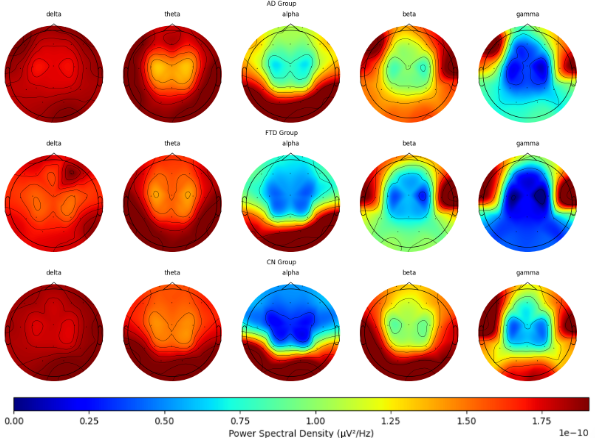 AD Group
delta theta alpha beta gamma
FTD Group
delta theta alpha beta gamma
CN Group
delta theta alpha beta gamma
0.00 0.25 0.50 0.75 1.00 1.25 1.50 1.75
1e−10
Power Spectral Density (μV²/Hz)